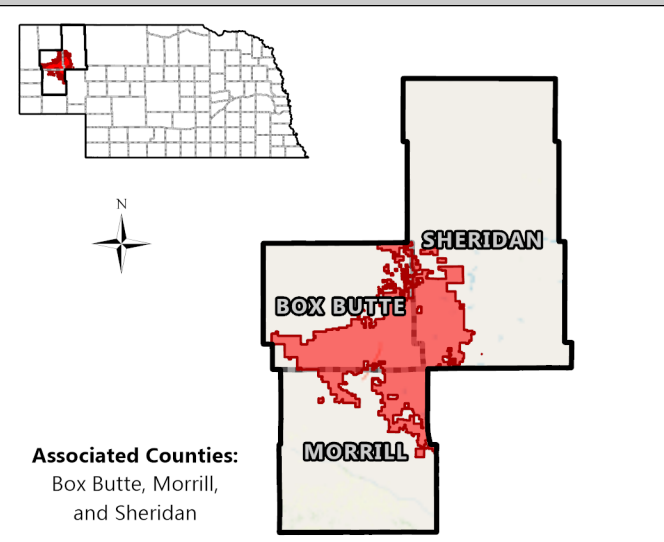 N
SHERIDAN
BOX BUTTE
MORRILL
Associated Counties:
Box Butte, Morrill,
and Sheridan